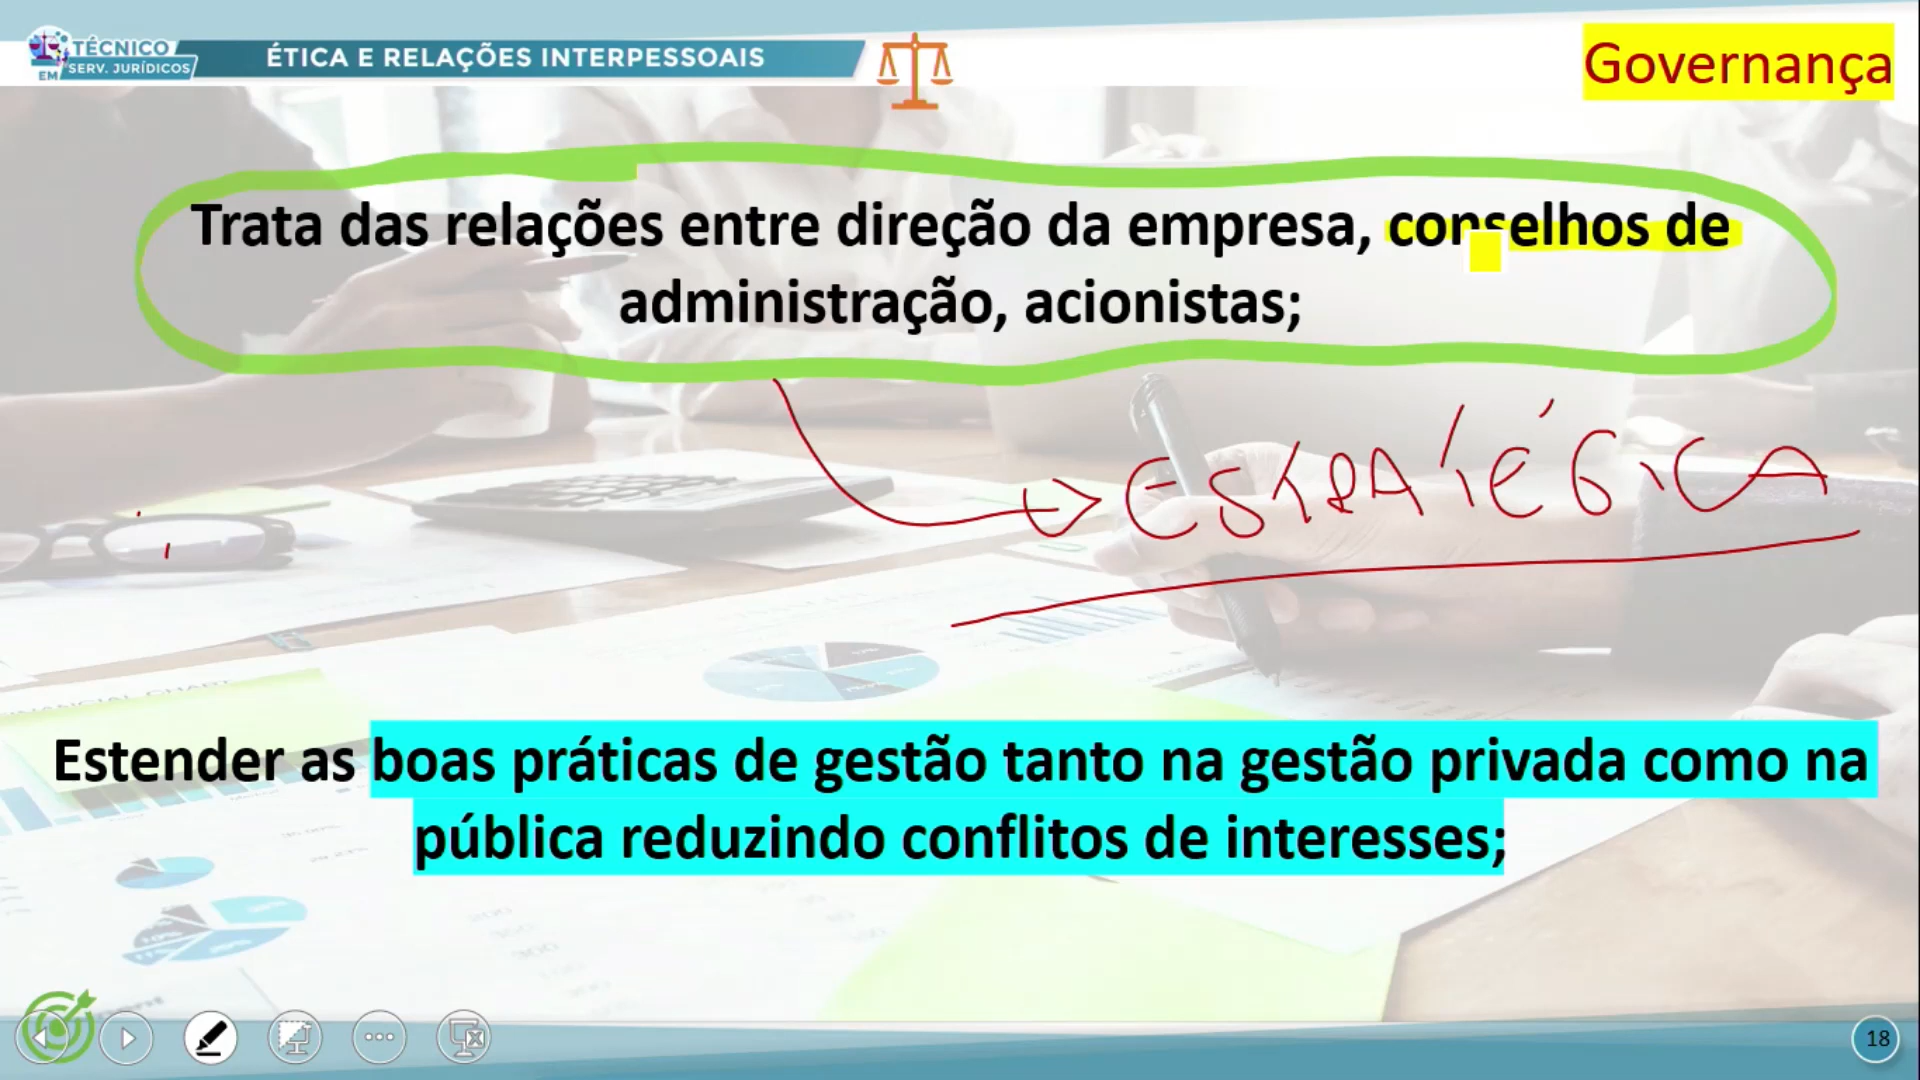 TÉCNICO
EM SERV. JURÍDICOS
ÉTICA E RELAÇÕES INTERPESSOAIS
Governança
Trata das relações entre direção da empresa, conselhos de
administração, acionistas;
ESTRATÉGICA
Estender as boas práticas de gestão tanto na gestão privada como na
pública reduzindo conflitos de interesses;
18